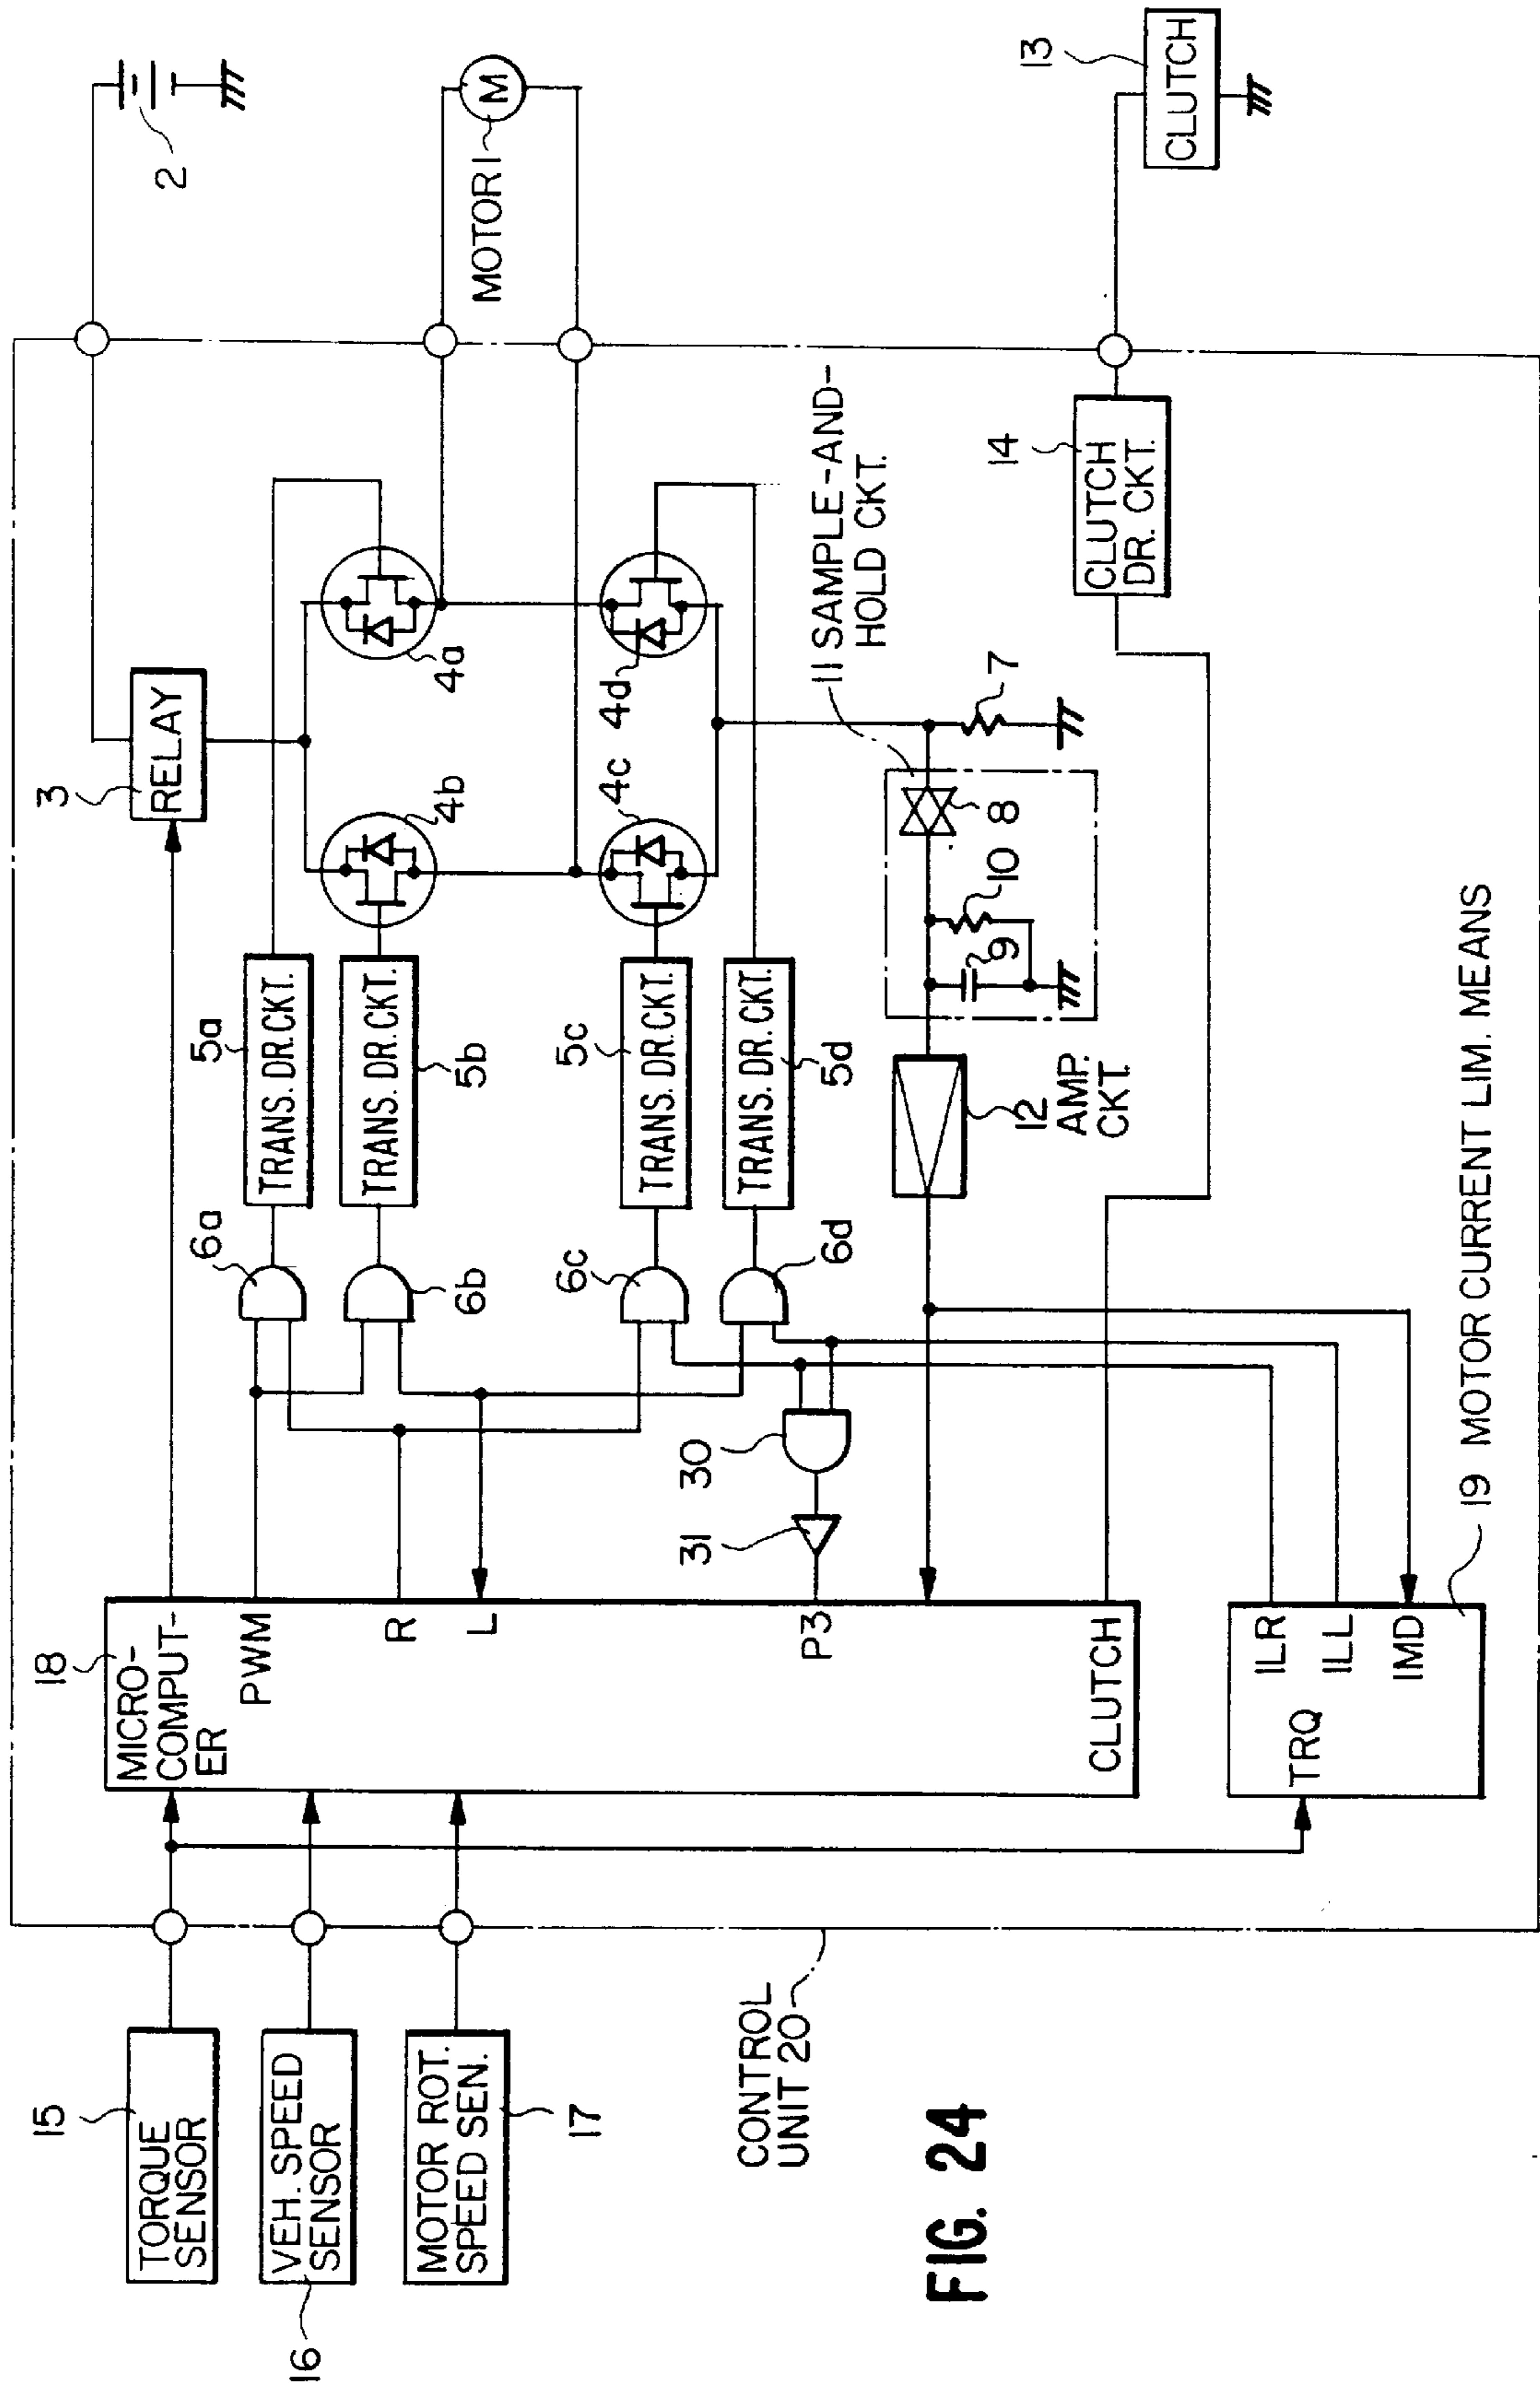 15
TORQUE
SENSOR
VEH. SPEED
SENSOR
16
MOTOR ROT.
SPEED SEN.
17
CONTROL
UNIT 20
FIG. 24
18
MICRO-
COMPUT-
ER
PWM
R
L
P3
CLUTCH
TRQ
ILR
ILL
IMD
19 MOTOR CURRENT LIM. MEANS
31
30
6a
6b
6c
6d
5a
TRANS. DR. CKT.
TRANS. DR. CKT.
5b
5c
TRANS. DR. CKT.
TRANS. DR. CKT.
5d
12
AMP.
CKT.
9
10
8
7
11 SAMPLE-AND-
HOLD CKT.
3
RELAY
4b
4a
4c
4d
14
CLUTCH
DR. CKT.
2
MOTOR 1
M
13
CLUTCH